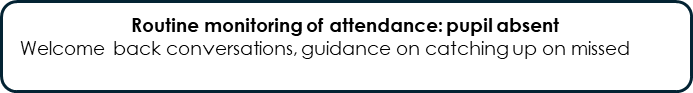 Routine monitoring of attendance: pupil absent
Welcome back conversations, guidance on catching up on missed